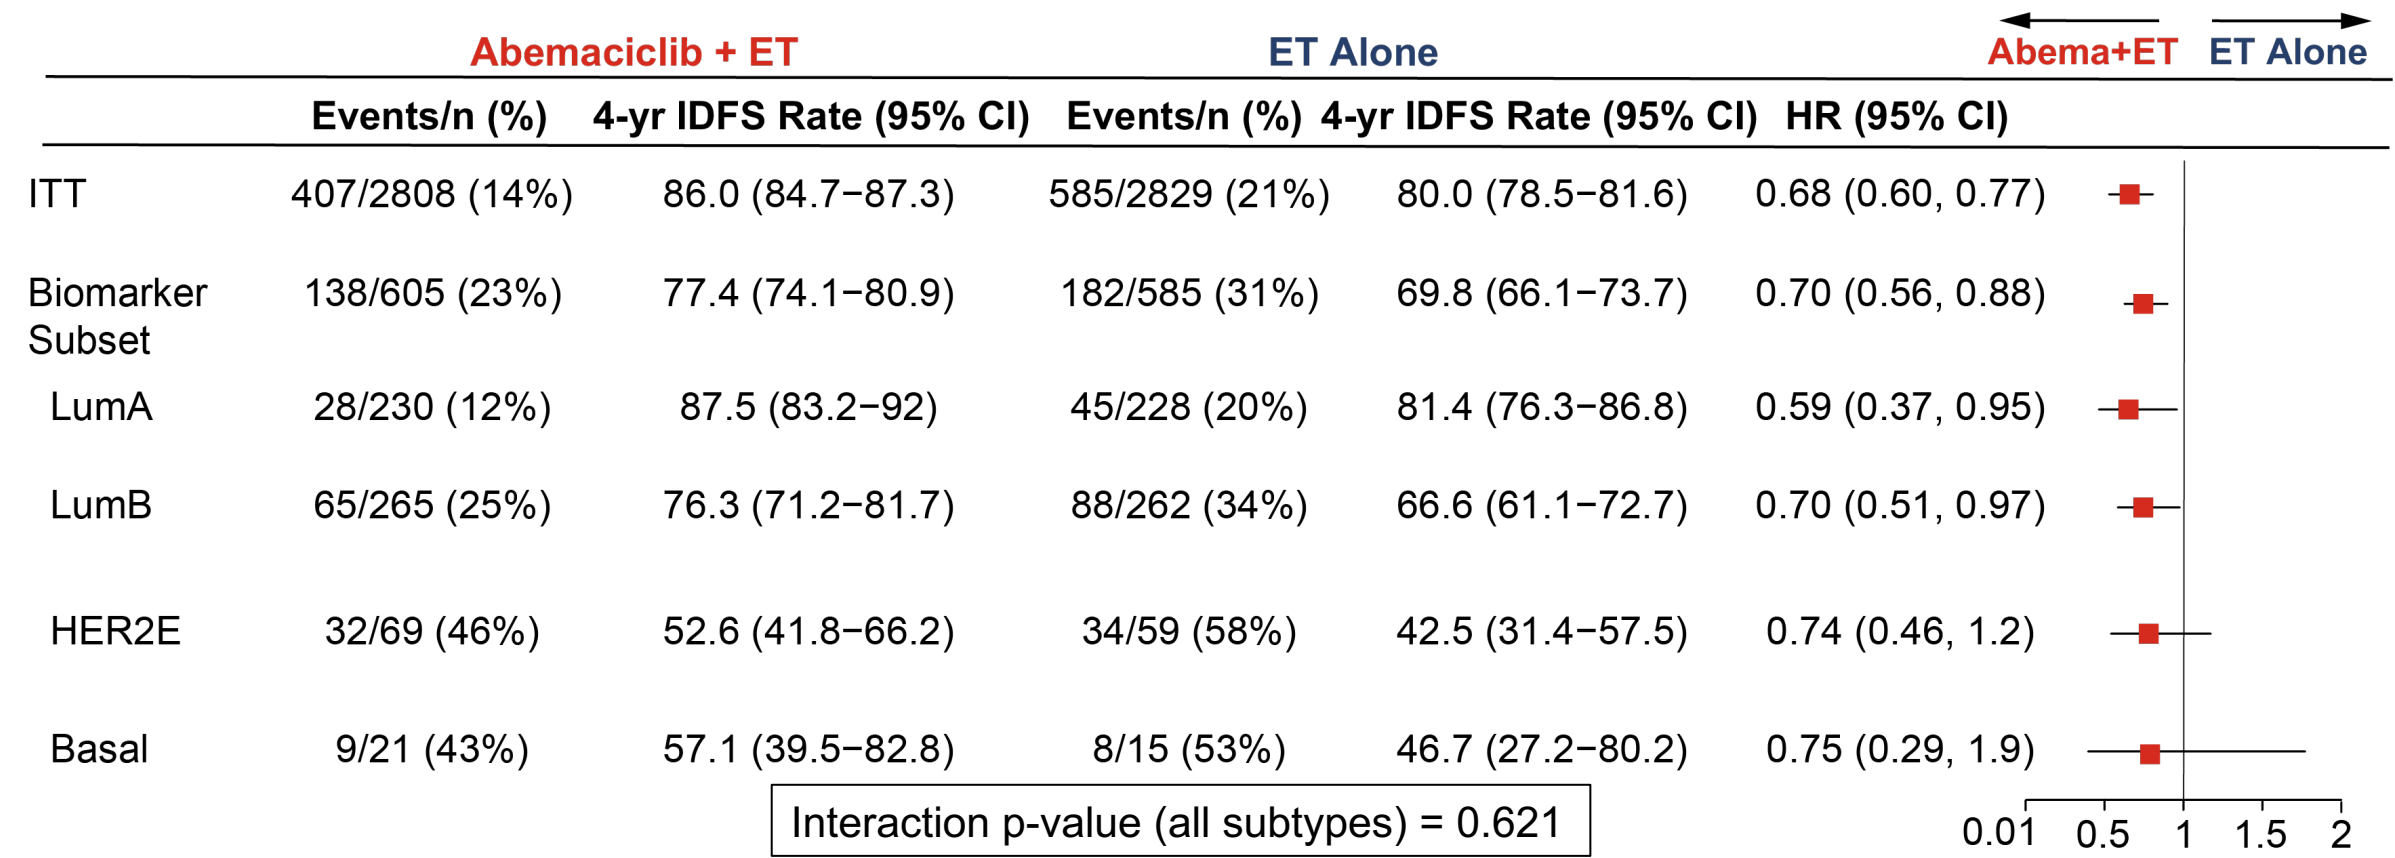 Abemaciclib + ET ET Alone Abema+ET ET Alone
Events/n (%) 4-yr IDFS Rate (95% CI) Events/n (%) 4-yr IDFS Rate (95% CI) HR (95% CI)
ITT 407/2808 (14%) 86.0 (84.7−87.3) 585/2829 (21%) 80.0 (78.5−81.6) 0.68 (0.60, 0.77)
Biomarker 138/605 (23%) 77.4 (74.1−80.9) 182/585 (31%) 69.8 (66.1−73.7) 0.70 (0.56, 0.88)
Subset
LumA 28/230 (12%) 87.5 (83.2−92) 45/228 (20%) 81.4 (76.3−86.8) 0.59 (0.37, 0.95)
LumB 65/265 (25%) 76.3 (71.2−81.7) 88/262 (34%) 66.6 (61.1−72.7) 0.70 (0.51, 0.97)
HER2E 32/69 (46%) 52.6 (41.8−66.2) 34/59 (58%) 42.5 (31.4−57.5) 0.74 (0.46, 1.2)
Basal 9/21 (43%) 57.1 (39.5−82.8) 8/15 (53%) 46.7 (27.2−80.2) 0.75 (0.29, 1.9)
Interaction p-value (all subtypes) = 0.621
0.01 0.5 1 1.5 2